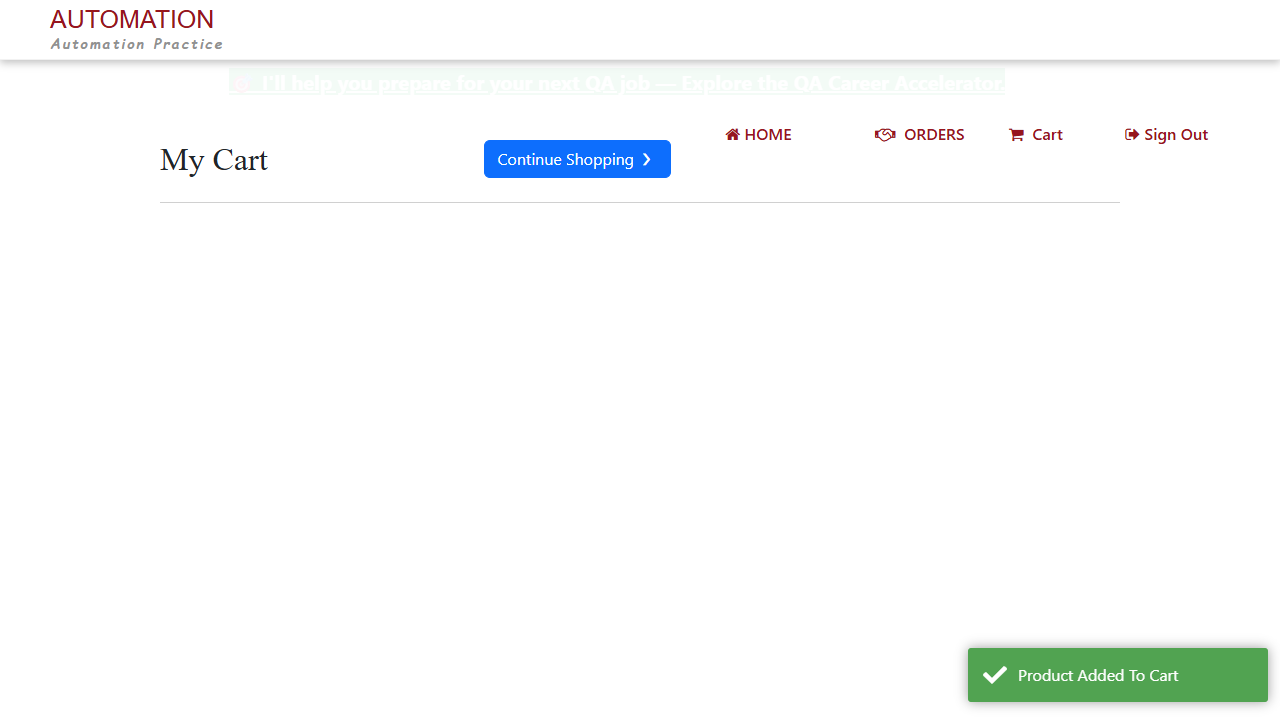 AUTOMATION
Automation Practice
I'll help you prepare for your next QA job — Explore the QA Career Accelerator.
HOME
ORDERS
Cart
Sign Out
My Cart
Continue Shopping ❯
Product Added To Cart